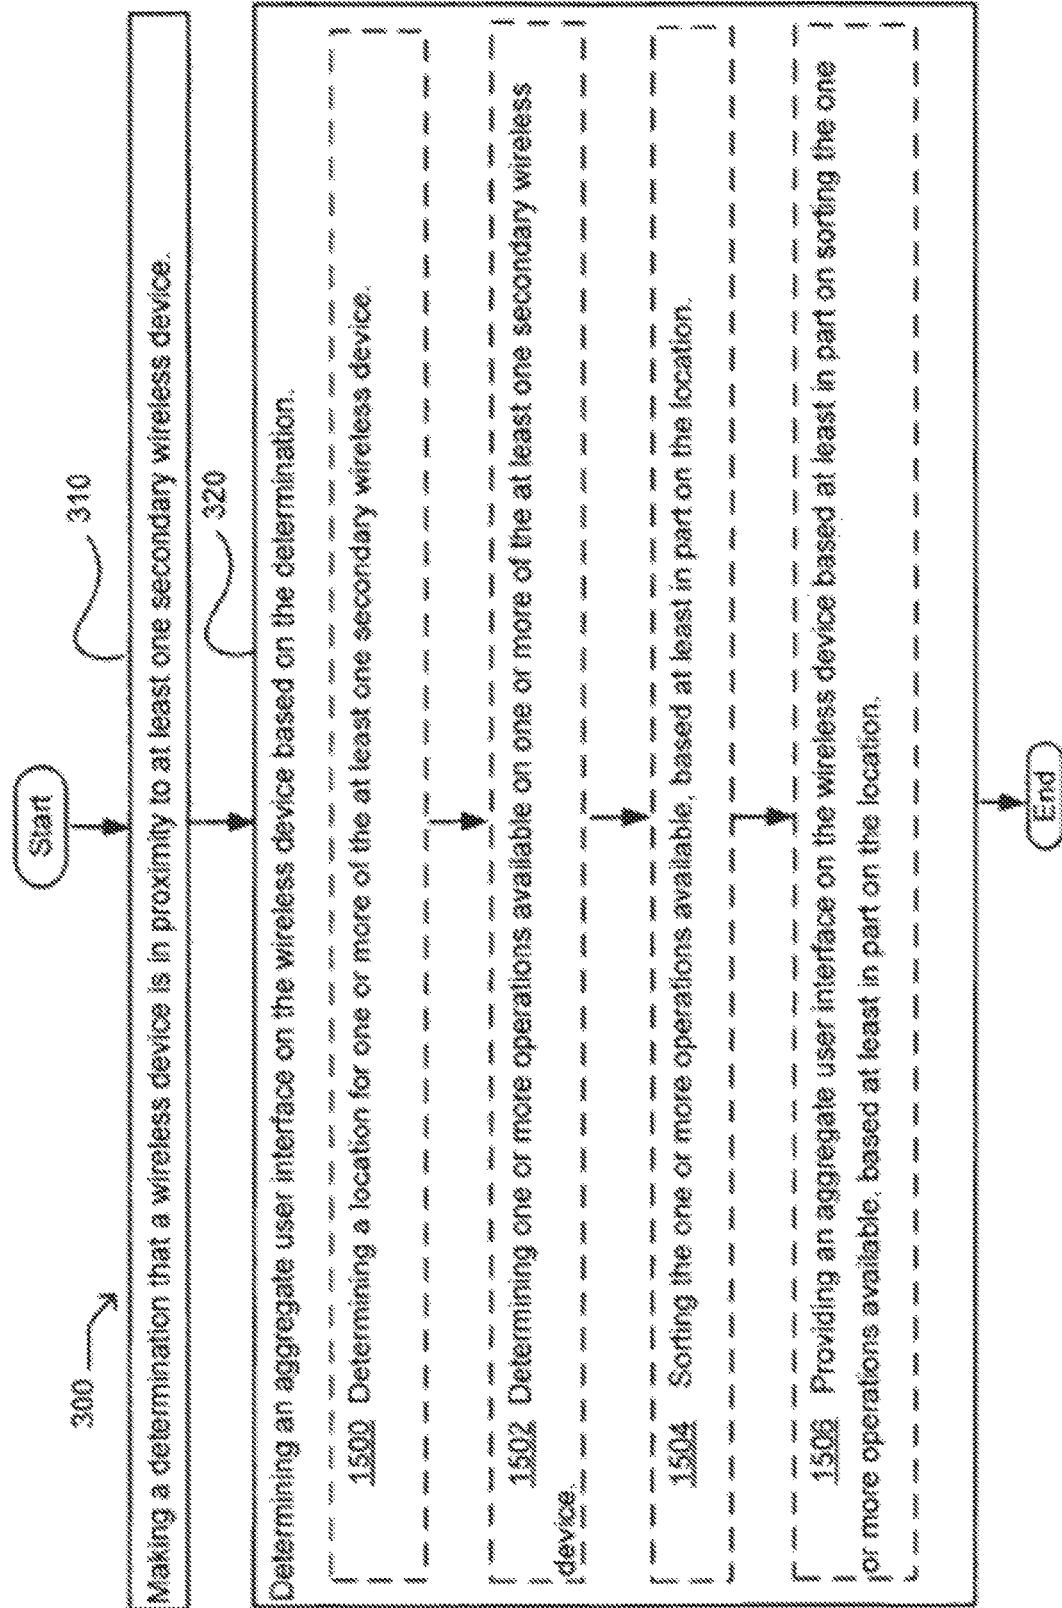 Start
300
310
Making a determination that a wireless device is in proximity to at least one secondary wireless device.
320
Determining an aggregate user interface on the wireless device based on the determination.
1500 Determining a location for one or more of the at least one secondary wireless device.
1502 Determining one or more operations available on one or more of the at least one secondary wireless
device.
1504 Sorting the one or more operations available, based at least in part on the location.
1506 Providing an aggregate user interface on the wireless device based at least in part on sorting the one
or more operations available, based at least in part on the location.
End